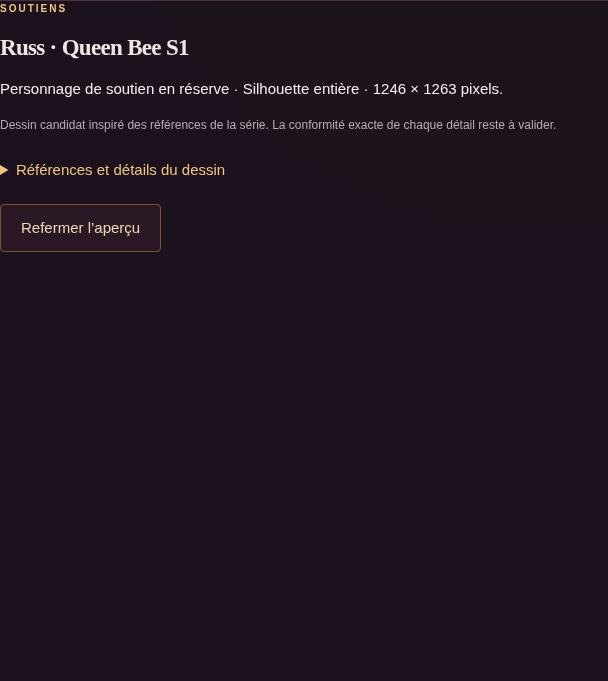 SOUTIENS
Russ · Queen Bee S1
Personnage de soutien en réserve · Silhouette entière · 1246 × 1263 pixels.
Dessin candidat inspiré des références de la série. La conformité exacte de chaque détail reste à valider.
Références et détails du dessin
Refermer l’aperçu